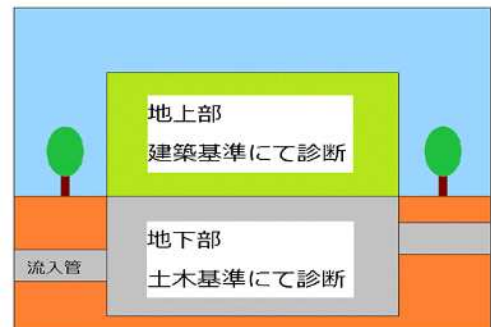 地上部
建築基準にて診断
地下部
土木基準にて診断
流入管